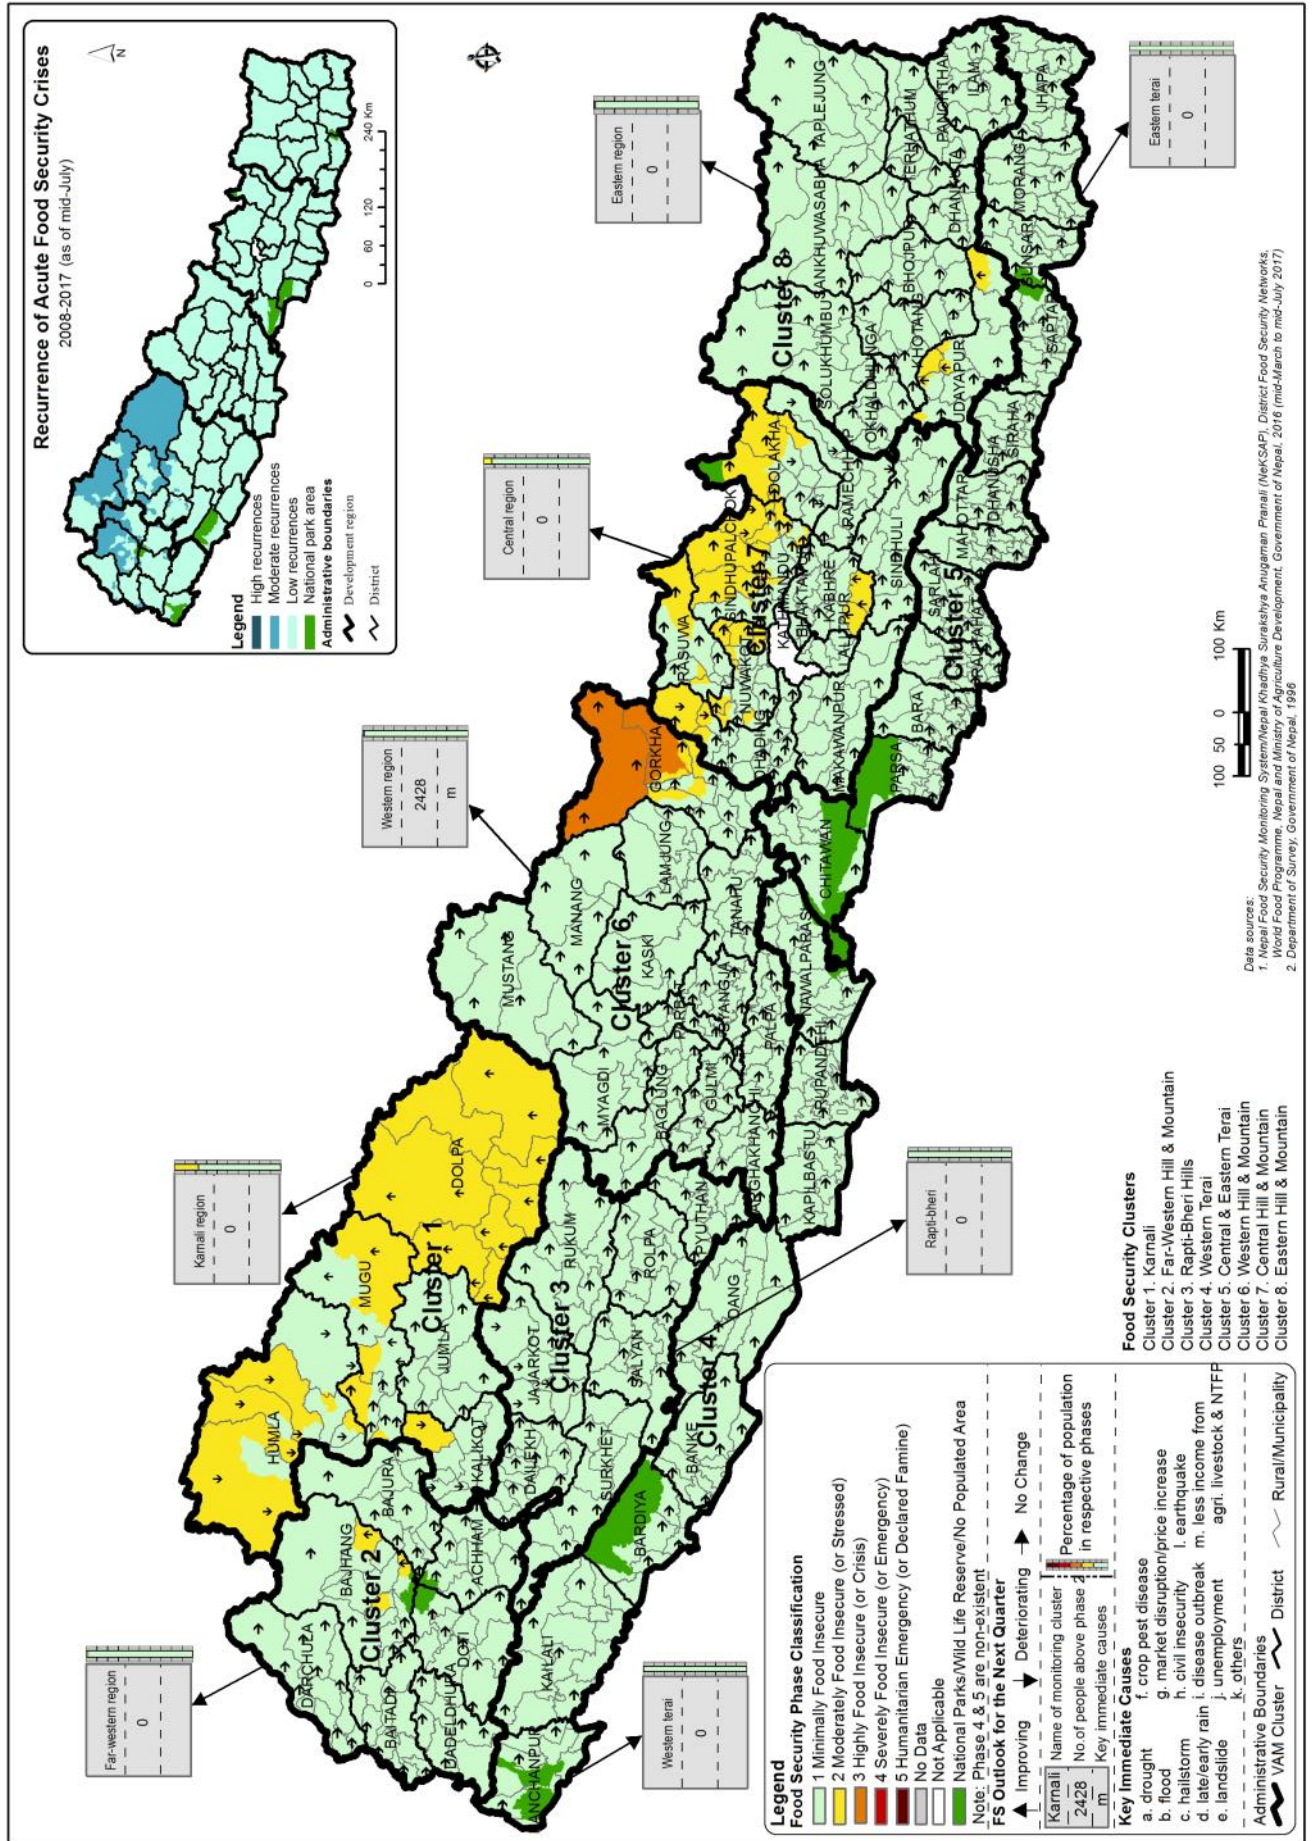 Recurrence of Acute Food Security Crises
2008-2017 (as of mid-July)
N
Legend
High recurrences
Moderate recurrences
Low recurrences
National park area
Administrative boundaries
Development region
District
0 60 120 240 Km
Far-western region
0
Karnali region
0
Western region
2428
m
Central region
0
Eastern region
0
Western terai
0
Rapti-bheri
0
Eastern terai
0
Cluster 1
HUMLA
MUGU
DOLPA
JUMLA
KALIKOT
Cluster 2
DARCHULA
BAJHANG
BAJURA
BAITADI
DADELDHURA
DOTI
ACHHAM
Cluster 3
DAILEKH
JAJARKOT
RUKUM
SURKHET
SALYAN
ROLPA
PYUTHAN
Cluster 4
KAILALI
BARDIYA
BANKE
DANG
KAPILBASTU
RUPANDEHI
NAWALPARASI
Cluster 6
MUSTANG
MANANG
GORKHA
MYAGDI
KASKI
LAMJUNG
BAGLUNG
PARBAT
GULMI
SYANGJA
TANAHU
PALPA
Cluster 7
RASUWA
SINDHUPALCHOK
DOLAKHA
DHADING
KATHMANDU
KABHRE
MAKAWANPUR
SINDHULI
Cluster 5
CHITAWAN
PARSA
BARA
SARLAHI
DHANUSHA
SIRAHA
Cluster 8
SOLUKHUMBU
SANKHUWASABHA
TAPLEJUNG
OKHALDHUNGA
KHOTANG
BHOJPUR
DHANKUTA
ILAM
UDAYAPUR
SUNSARI
MORANG
JHAPA
100 50 0 100 Km
Data sources:
1. Nepal Food Security Monitoring System/Nepal Khadhya Surakshya Anugaman Pranali (NeKSAP), District Food Security Networks,
World Food Programme, Nepal and Ministry of Agriculture Development, Government of Nepal, 2016 (mid-March to mid-July 2017)
2. Department of Survey, Government of Nepal, 1996
Legend
Food Security Phase Classification
1 Minimally Food Insecure
2 Moderately Food Insecure (or Stressed)
3 Highly Food Insecure (or Crisis)
4 Severely Food Insecure (or Emergency)
5 Humanitarian Emergency (or Declared Famine)
No Data
Not Applicable
National Parks/Wild Life Reserve/No Populated Area
Note: Phase 4 & 5 are non-existent
FS Outlook for the Next Quarter
Improving Deteriorating No Change
Karnali Name of monitoring cluster
2428 No. of people above phase 2
m Key immediate causes
Percentage of population
in respective phases
Key Immediate Causes
a. drought f. crop pest disease
b. flood g. market disruption/price increase
c. hailstorm h. civil insecurity l. earthquake
d. late/early rain i. disease outbreak m. less income from
e. landslide j. unemployment agri. livestock & NTFP
k. others
Administrative Boundaries
VAM Cluster District Rural/Municipality
Food Security Clusters
Cluster 1. Karnali
Cluster 2. Far-Western Hill & Mountain
Cluster 3. Rapti-Bheri Hills
Cluster 4. Western Terai
Cluster 5. Central & Eastern Terai
Cluster 6. Western Hill & Mountain
Cluster 7. Central Hill & Mountain
Cluster 8. Eastern Hill & Mountain